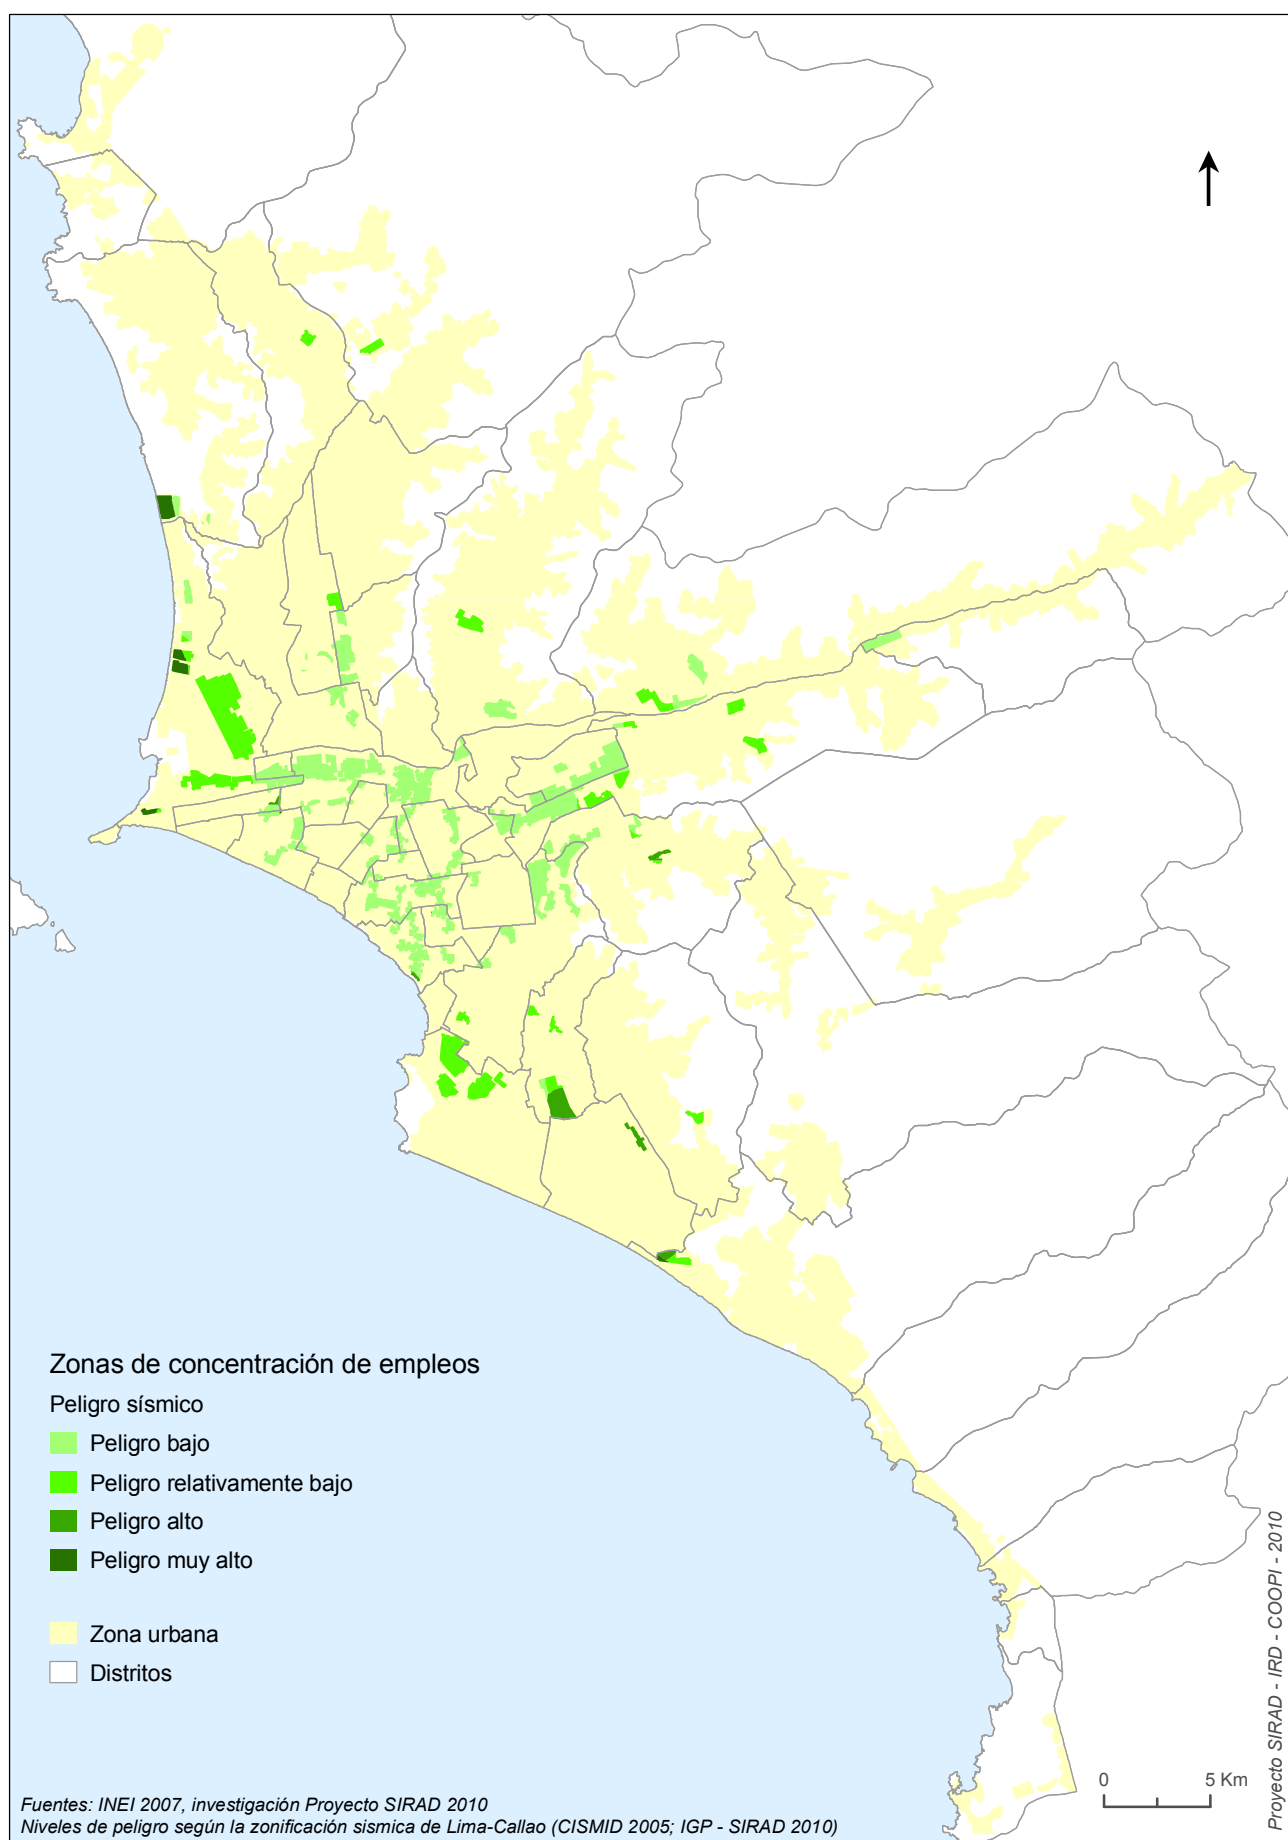 Zonas de concentración de empleos
Peligro sísmico
Peligro bajo
Peligro relativamente bajo
Peligro alto
Peligro muy alto
Zona urbana
Distritos
0 5 Km
Fuentes: INEI 2007, investigación Proyecto SIRAD 2010
Niveles de peligro según la zonificación sismica de Lima-Callao (CISMID 2005; IGP - SIRAD 2010)
Proyecto SIRAD - IRD - COOPI - 2010